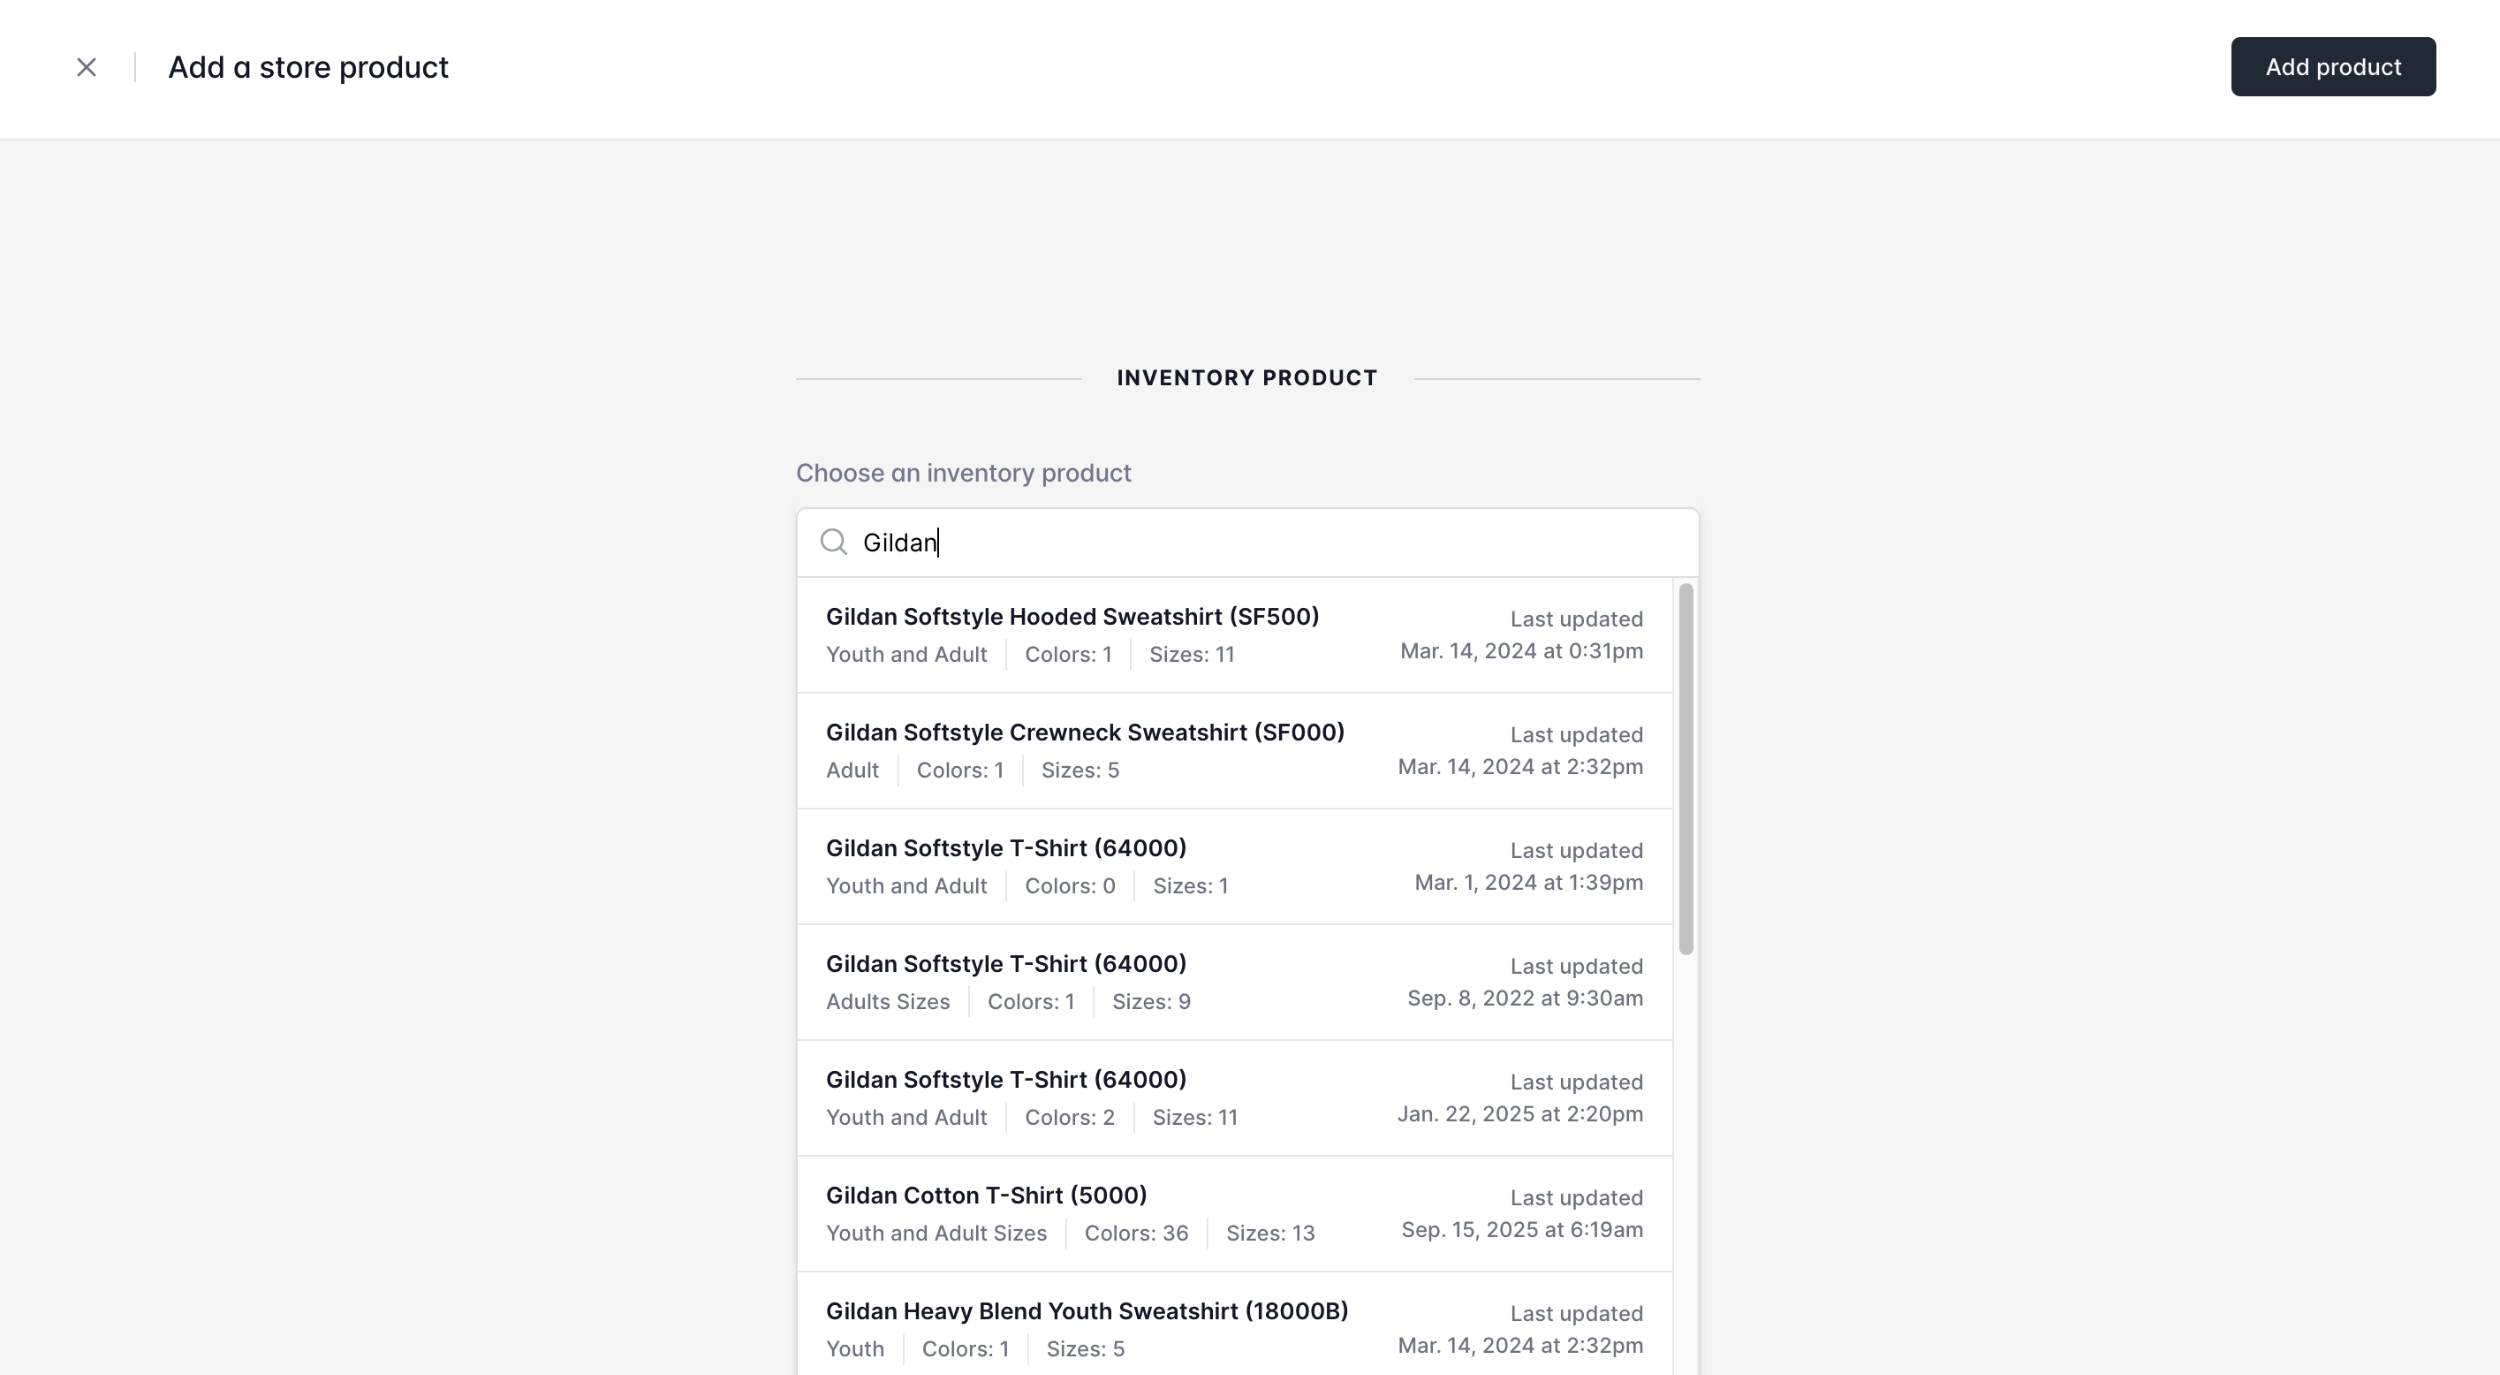 Add a store product
Add product
INVENTORY PRODUCT
Choose an inventory product
Gildan
Gildan Softstyle Hooded Sweatshirt (SF500)
Last updated
Youth and Adult Colors: 1 Sizes: 11
Mar. 14, 2024 at 0:31pm
Gildan Softstyle Crewneck Sweatshirt (SF000)
Last updated
Adult Colors: 1 Sizes: 5
Mar. 14, 2024 at 2:32pm
Gildan Softstyle T-Shirt (64000)
Last updated
Youth and Adult Colors: 0 Sizes: 1
Mar. 1, 2024 at 1:39pm
Gildan Softstyle T-Shirt (64000)
Last updated
Adults Sizes Colors: 1 Sizes: 9
Sep. 8, 2022 at 9:30am
Gildan Softstyle T-Shirt (64000)
Last updated
Youth and Adult Colors: 2 Sizes: 11
Jan. 22, 2025 at 2:20pm
Gildan Cotton T-Shirt (5000)
Last updated
Youth and Adult Sizes Colors: 36 Sizes: 13
Sep. 15, 2025 at 6:19am
Gildan Heavy Blend Youth Sweatshirt (18000B)
Last updated
Youth Colors: 1 Sizes: 5
Mar. 14, 2024 at 2:32pm